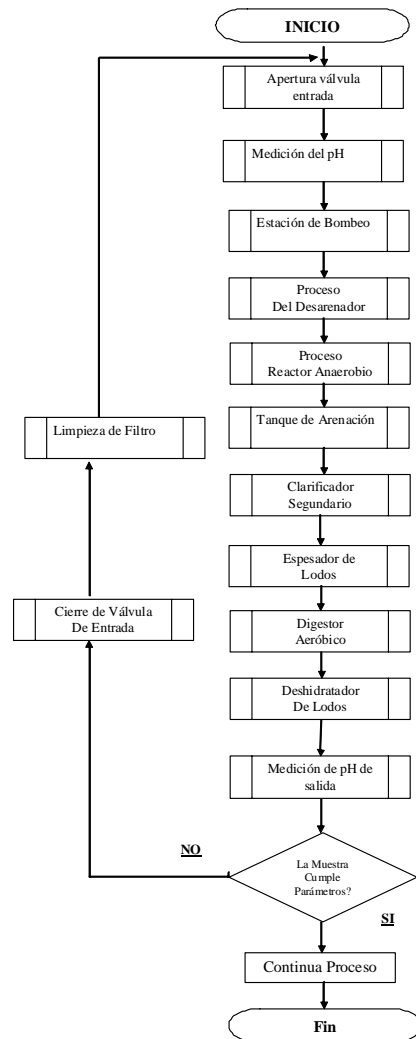 INICIO
Apertura válvula
entrada
Medición del pH
Estación de Bombeo
Proceso
Del Desarenador
Proceso
Reactor Anaerobio
Limpieza de Filtro
Tanque de Arenación
Clarificador
Segundario
Espesador de
Lodos
Cierre de Válvula
De Entrada
Digestor
Aeróbico
Deshidratador
De Lodos
Medición de pH de
salida
NO
La Muestra
Cumple
Parámetros?
SI
Continua Proceso
Fin